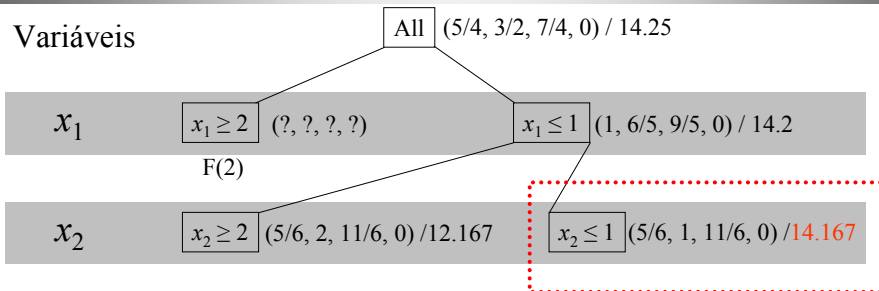 Variáveis
All (5/4, 3/2, 7/4, 0) / 14.25
x₁ x₁ ≥ 2 (?, ?, ?, ?) x₁ ≤ 1 (1, 6/5, 9/5, 0) / 14.2
F(2)
x₂ x₂ ≥ 2 (5/6, 2, 11/6, 0) /12.167 x₂ ≤ 1 (5/6, 1, 11/6, 0) /14.167